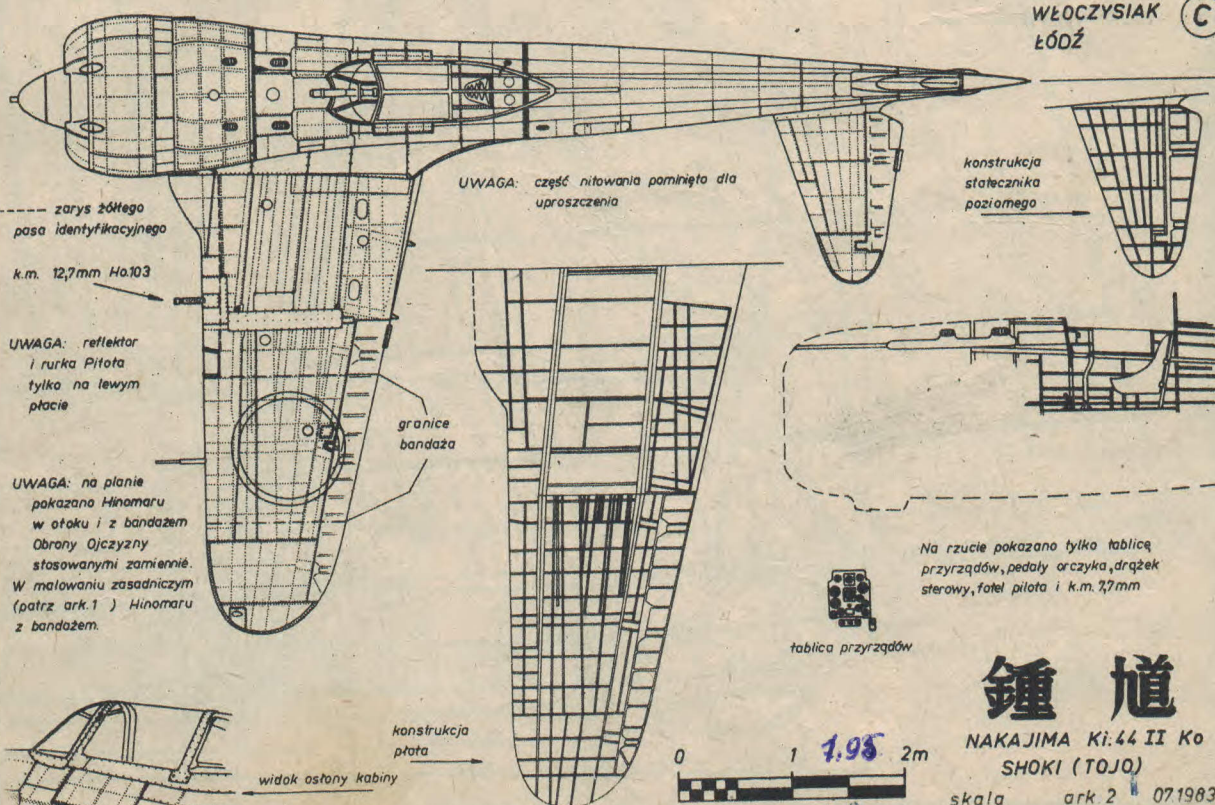 WŁOCZYSIAK
ŁÓDŹ
C
zarys żółtego
pasa identyfikacyjnego
k.m. 12,7mm Ho.103
UWAGA: reflektor
i rurka Pitota
tylko na lewym
płacie
UWAGA: na planie
pokazano Hinomaru
w otoku i z bandażem
Obrony Ojczyzny
stosowanymi zamiennie.
W malowaniu zasadniczym
(patrz ark.1 ) Hinomaru
z bandażem.
UWAGA: część nitowania pominięto dla
uproszczenia
granice
bandaża
konstrukcja
statecznika
poziomego
Na rzucie pokazano tylko tablicę
przyrządów, pedały orczyka, drążek
sterowy, fotel pilota i k.m. 7,7mm
tablica przyrządów
konstrukcja
płata
widok osłony kabiny
0 1 1.95 2m
鍾馗
NAKAJIMA Ki.44 II Ko
SHOKI (TOJO)
skala ark. 2 07.1983